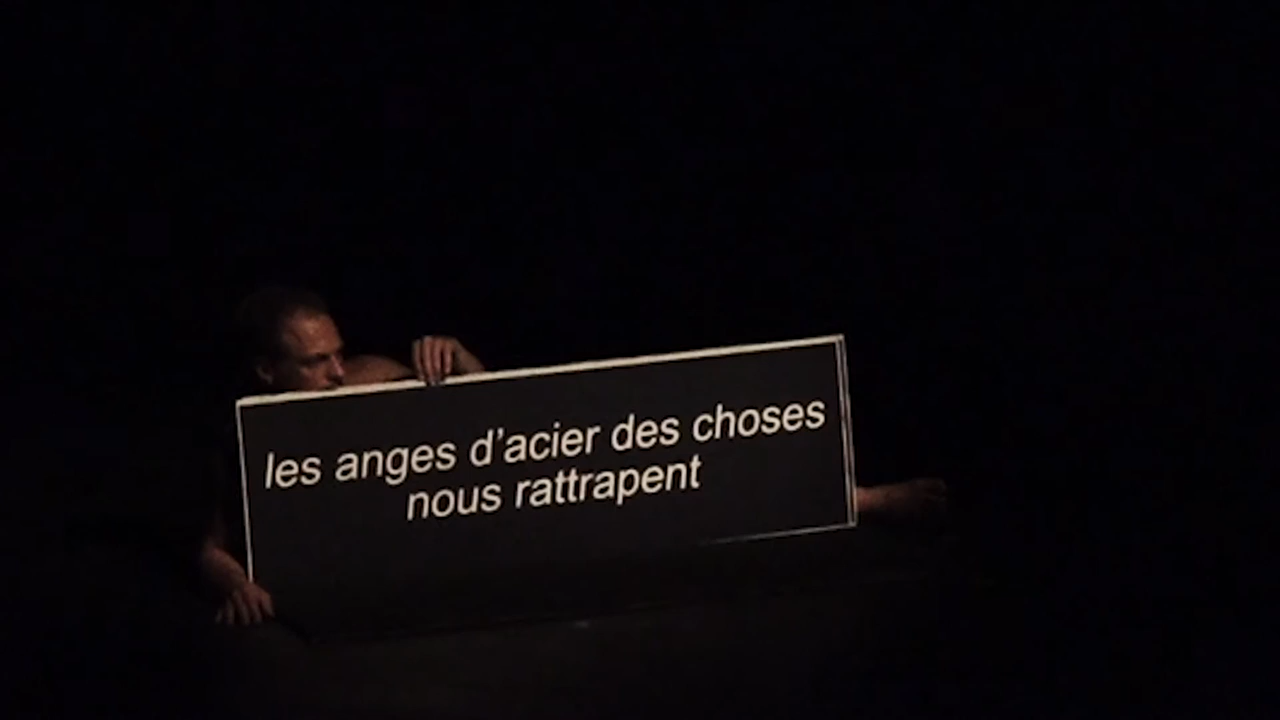 les anges d’acier des choses
nous rattrapent